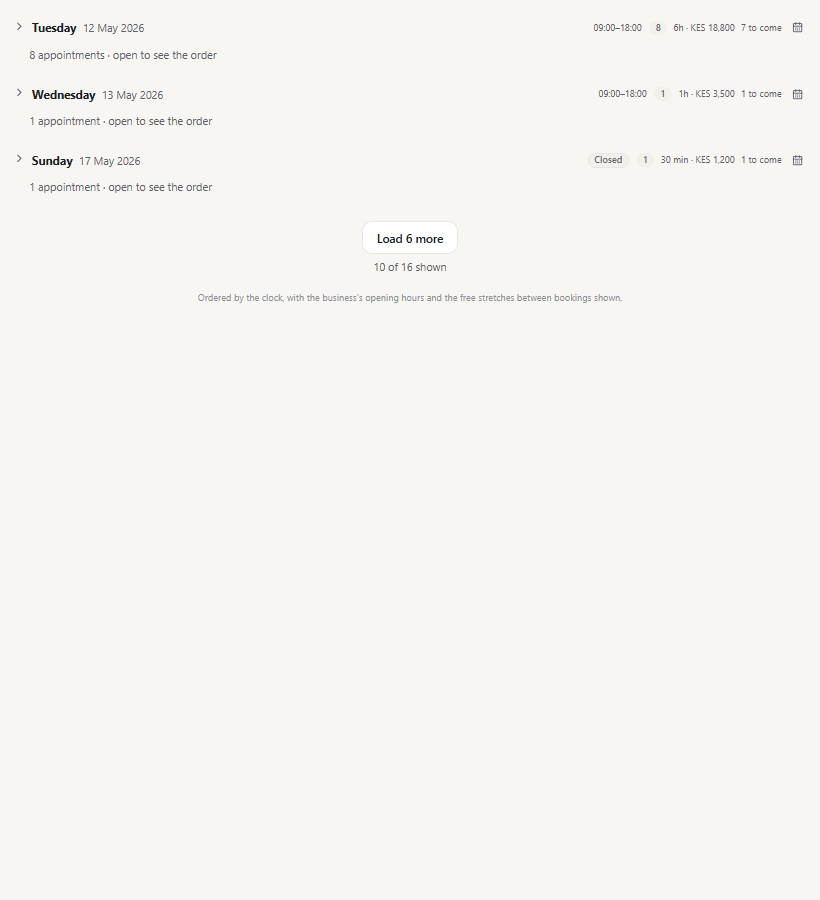 Tuesday 12 May 2026 09:00–18:00 8 6h · KES 18,800 7 to come
8 appointments · open to see the order
Wednesday 13 May 2026 09:00–18:00 1 1h · KES 3,500 1 to come
1 appointment · open to see the order
Sunday 17 May 2026 Closed 1 30 min · KES 1,200 1 to come
1 appointment · open to see the order
Load 6 more
10 of 16 shown
Ordered by the clock, with the business's opening hours and the free stretches between bookings shown.